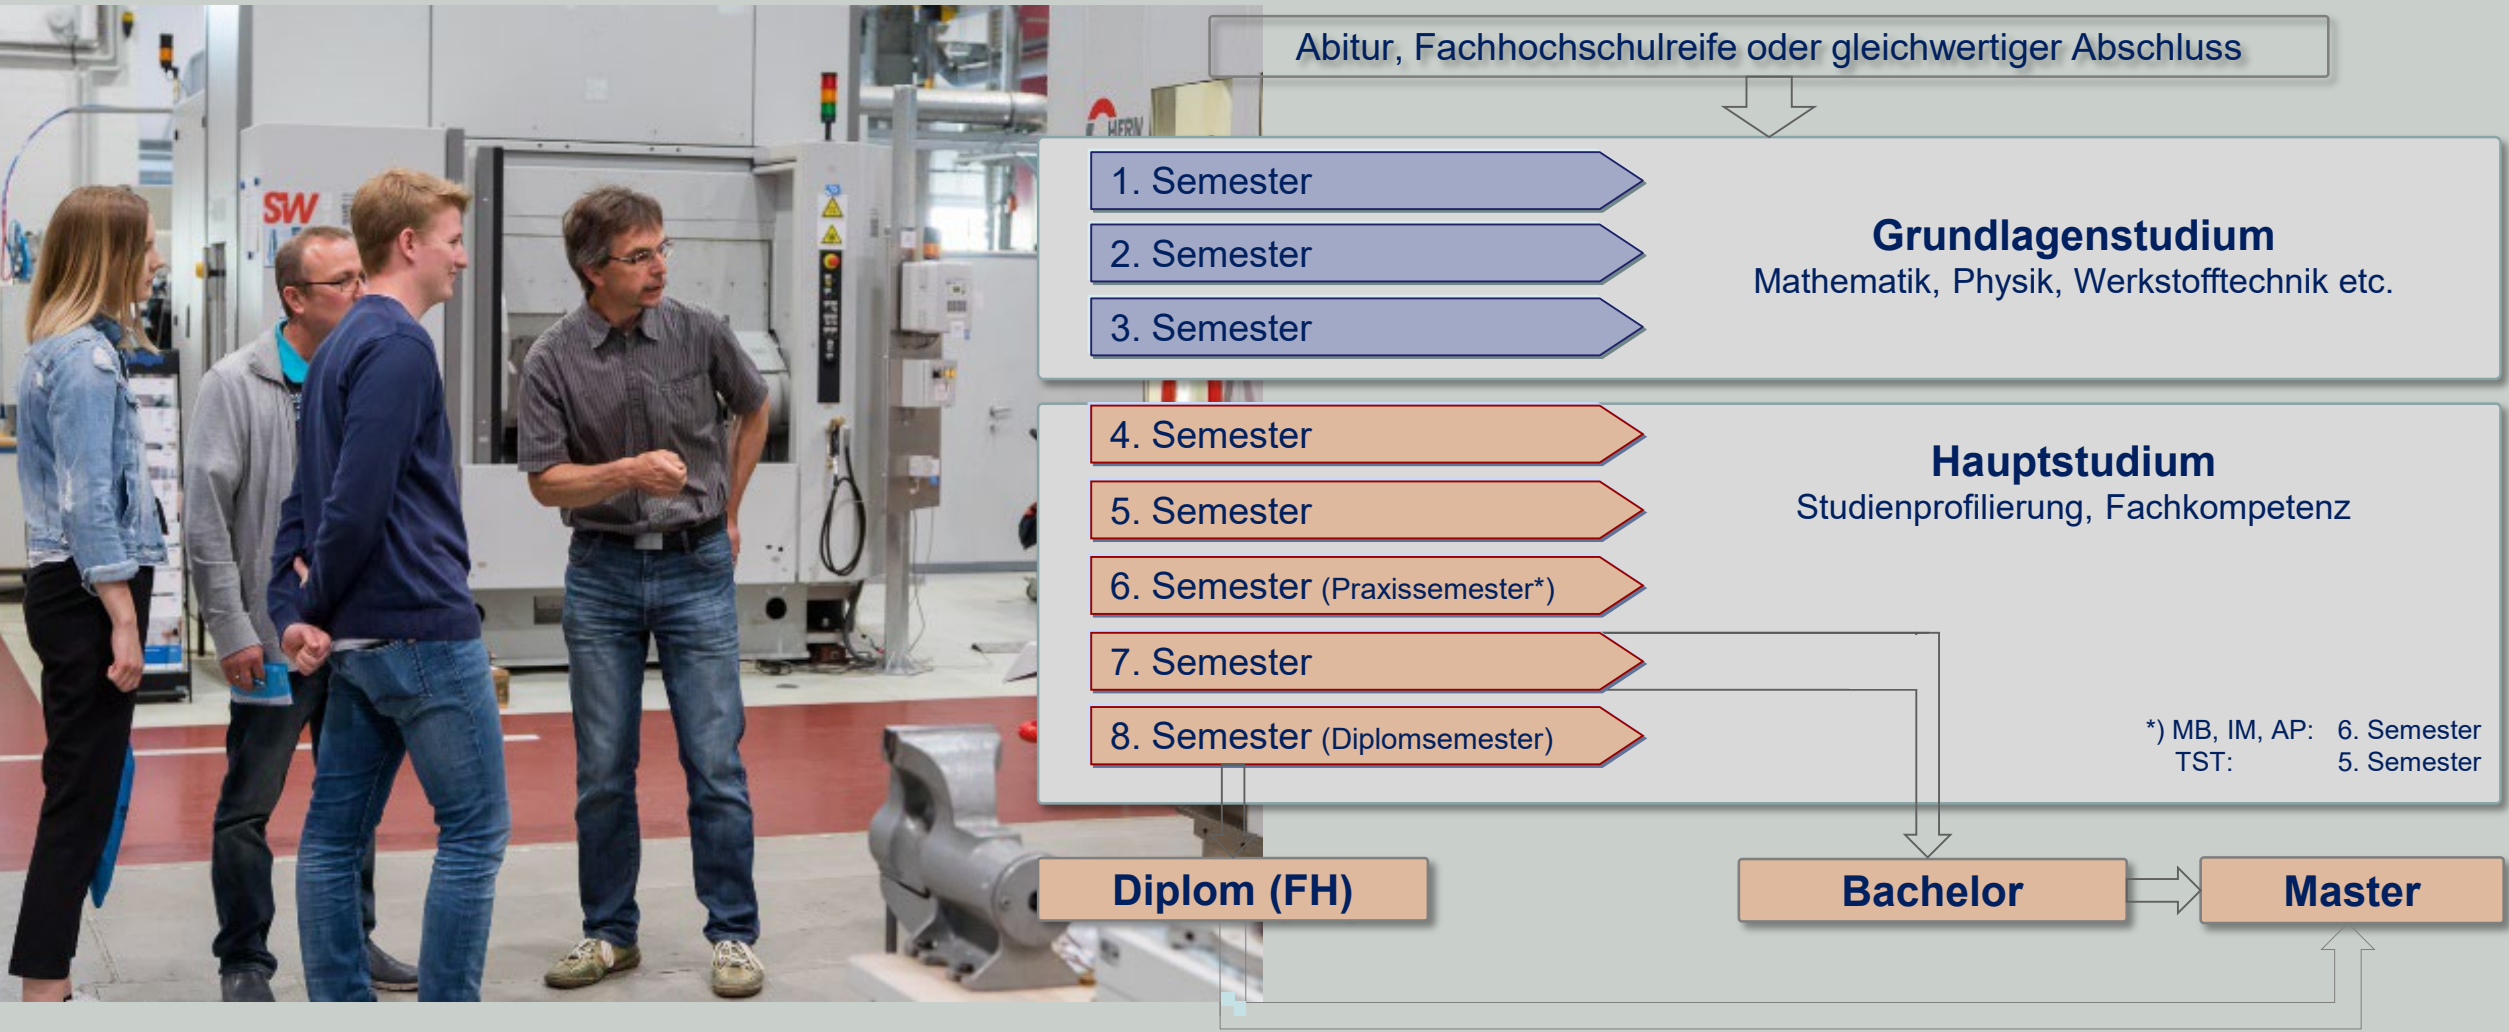 Abitur, Fachhochschulreife oder gleichwertiger Abschluss
HERM
SW
1. Semester
2. Semester
3. Semester
Grundlagenstudium
Mathematik, Physik, Werkstofftechnik etc.
4. Semester
5. Semester
6. Semester (Praxissemester*)
7. Semester
8. Semester (Diplomsemester)
Hauptstudium
Studienprofilierung, Fachkompetenz
*) MB, IM, AP: 6. Semester
TST: 5. Semester
Diplom (FH)
Bachelor
Master